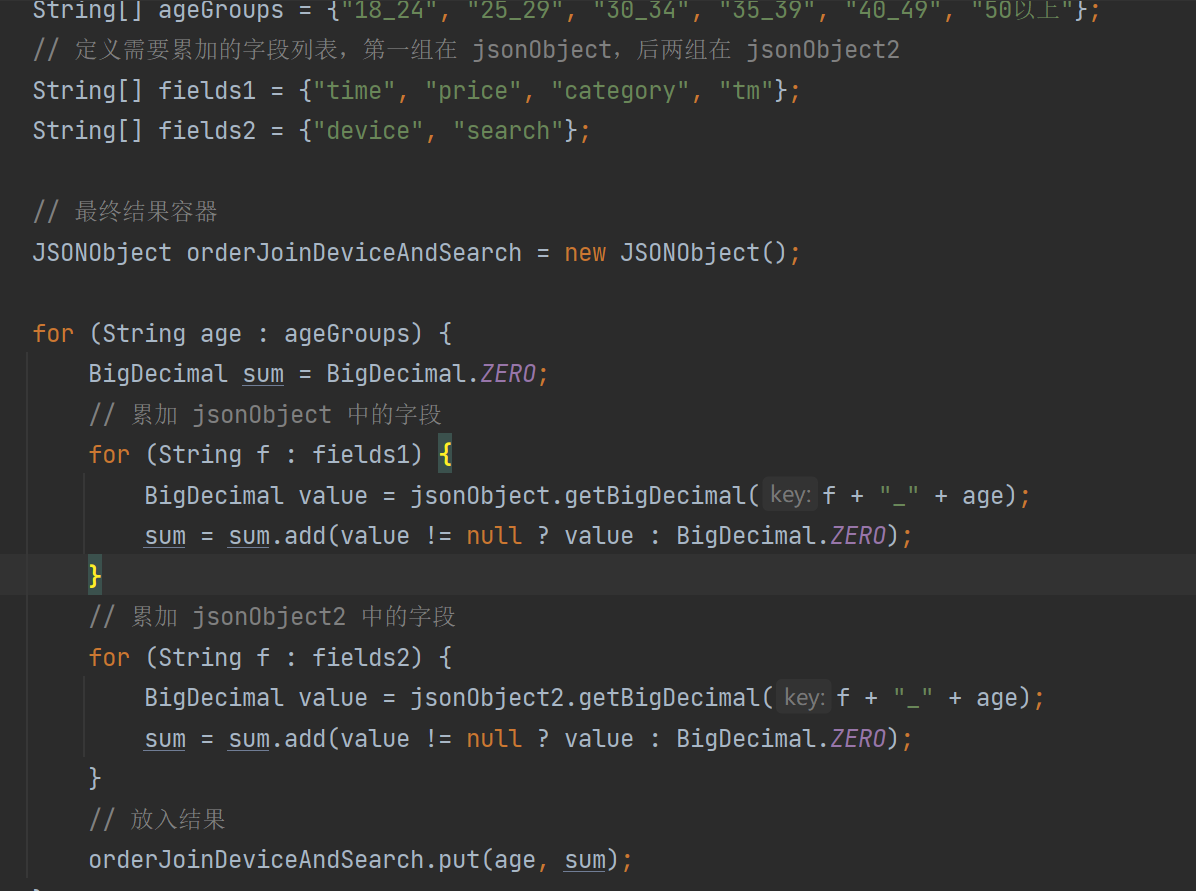 String[] ageGroups = {"18_24", "25_29", "30_34", "35_39", "40_49", "50以上"};
// 定义需要累加的字段列表，第一组在 jsonObject，后两组在 jsonObject2
String[] fields1 = {"time", "price", "category", "tm"};
String[] fields2 = {"device", "search"};
// 最终结果容器
JSONObject orderJoinDeviceAndSearch = new JSONObject();
for (String age : ageGroups) {
BigDecimal sum = BigDecimal.ZERO;
// 累加 jsonObject 中的字段
for (String f : fields1) {
BigDecimal value = jsonObject.getBigDecimal( key: f + "_" + age);
sum = sum.add(value != null ? value : BigDecimal.ZERO);
}
// 累加 jsonObject2 中的字段
for (String f : fields2) {
BigDecimal value = jsonObject2.getBigDecimal( key: f + "_" + age);
sum = sum.add(value != null ? value : BigDecimal.ZERO);
}
// 放入结果
orderJoinDeviceAndSearch.put(age, sum);